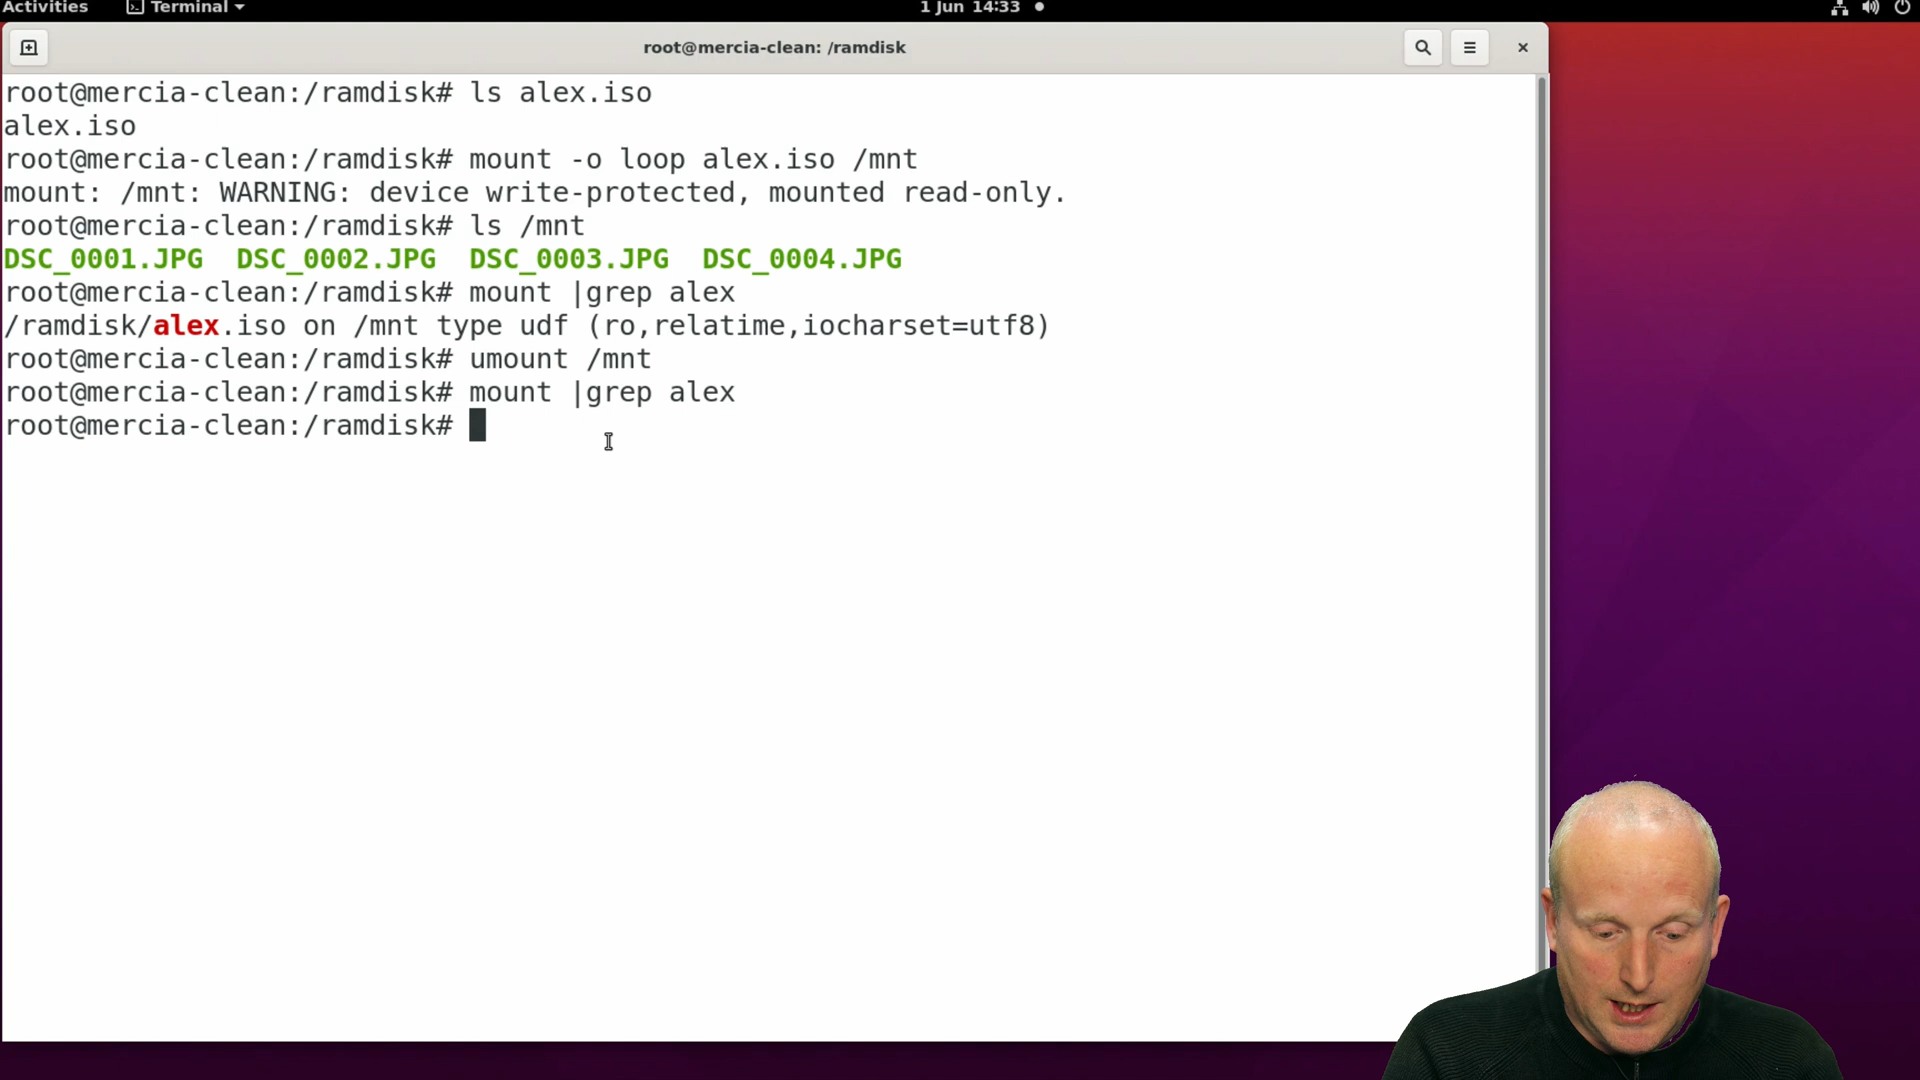 Activities Terminal 1 Jun 14:33
root@mercia-clean: /ramdisk
root@mercia-clean:/ramdisk# ls alex.iso
alex.iso
root@mercia-clean:/ramdisk# mount -o loop alex.iso /mnt
mount: /mnt: WARNING: device write-protected, mounted read-only.
root@mercia-clean:/ramdisk# ls /mnt
DSC_0001.JPG DSC_0002.JPG DSC_0003.JPG DSC_0004.JPG
root@mercia-clean:/ramdisk# mount |grep alex
/ramdisk/alex.iso on /mnt type udf (ro,relatime,iocharset=utf8)
root@mercia-clean:/ramdisk# umount /mnt
root@mercia-clean:/ramdisk# mount |grep alex
root@mercia-clean:/ramdisk#